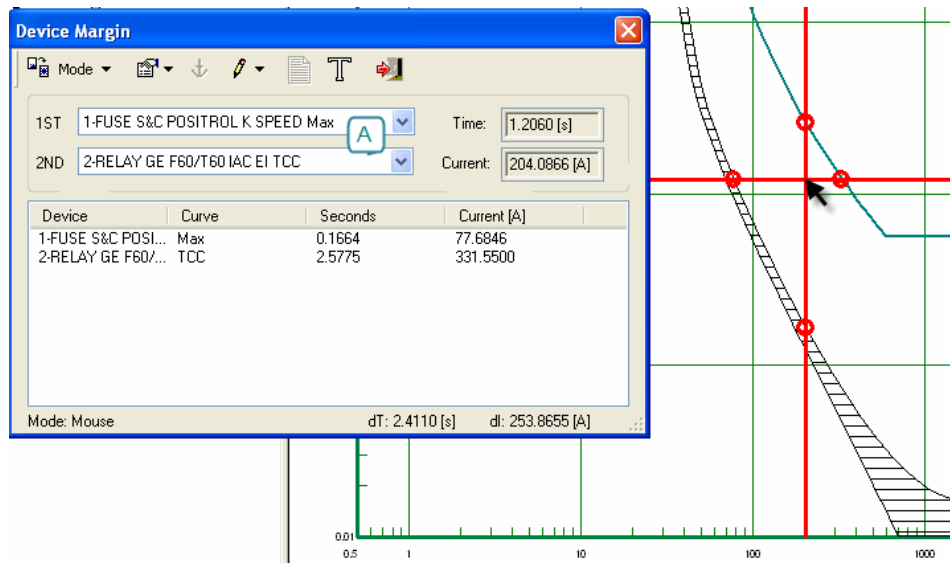 Device Margin
Mode
T
1ST 1-FUSE S&C POSITROL K SPEED Max A Time: 1.2060 [s]
2ND 2-RELAY GE F60/T60 IAC EI TCC Current: 204.0866 [A]
Device Curve Seconds Current [A]
1-FUSE S&C POSI... Max 0.1664 77.6846
2-RELAY GE F60/... TCC 2.5775 331.5500
Mode: Mouse dT: 2.4110 [s] dI: 253.8655 [A]
0.01
0.5 1 10 100 1000